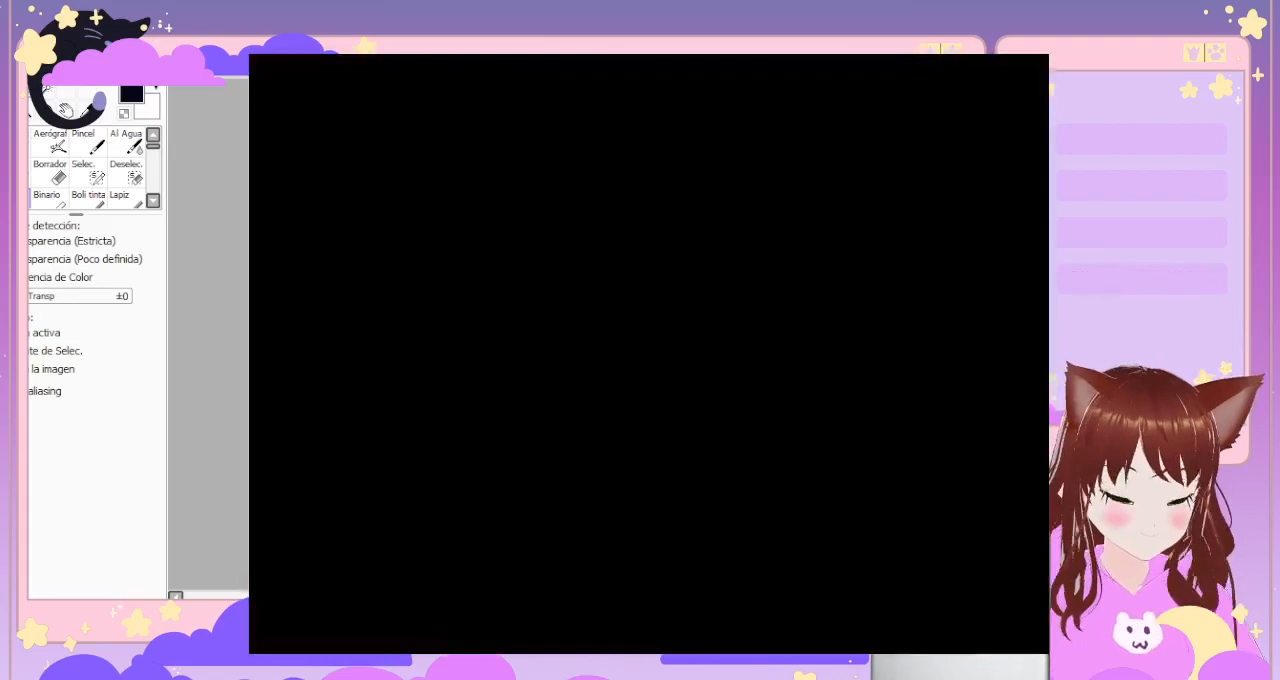 Aerógraf Pincel Al Agua
Borrador Selec. Deselec.
Binario Boli tinta Lapiz
detección:
sparencia (Estricta)
sparencia (Poco definida)
encia de Color
Transp ±0
activa
te de Selec.
la imagen
aliasing